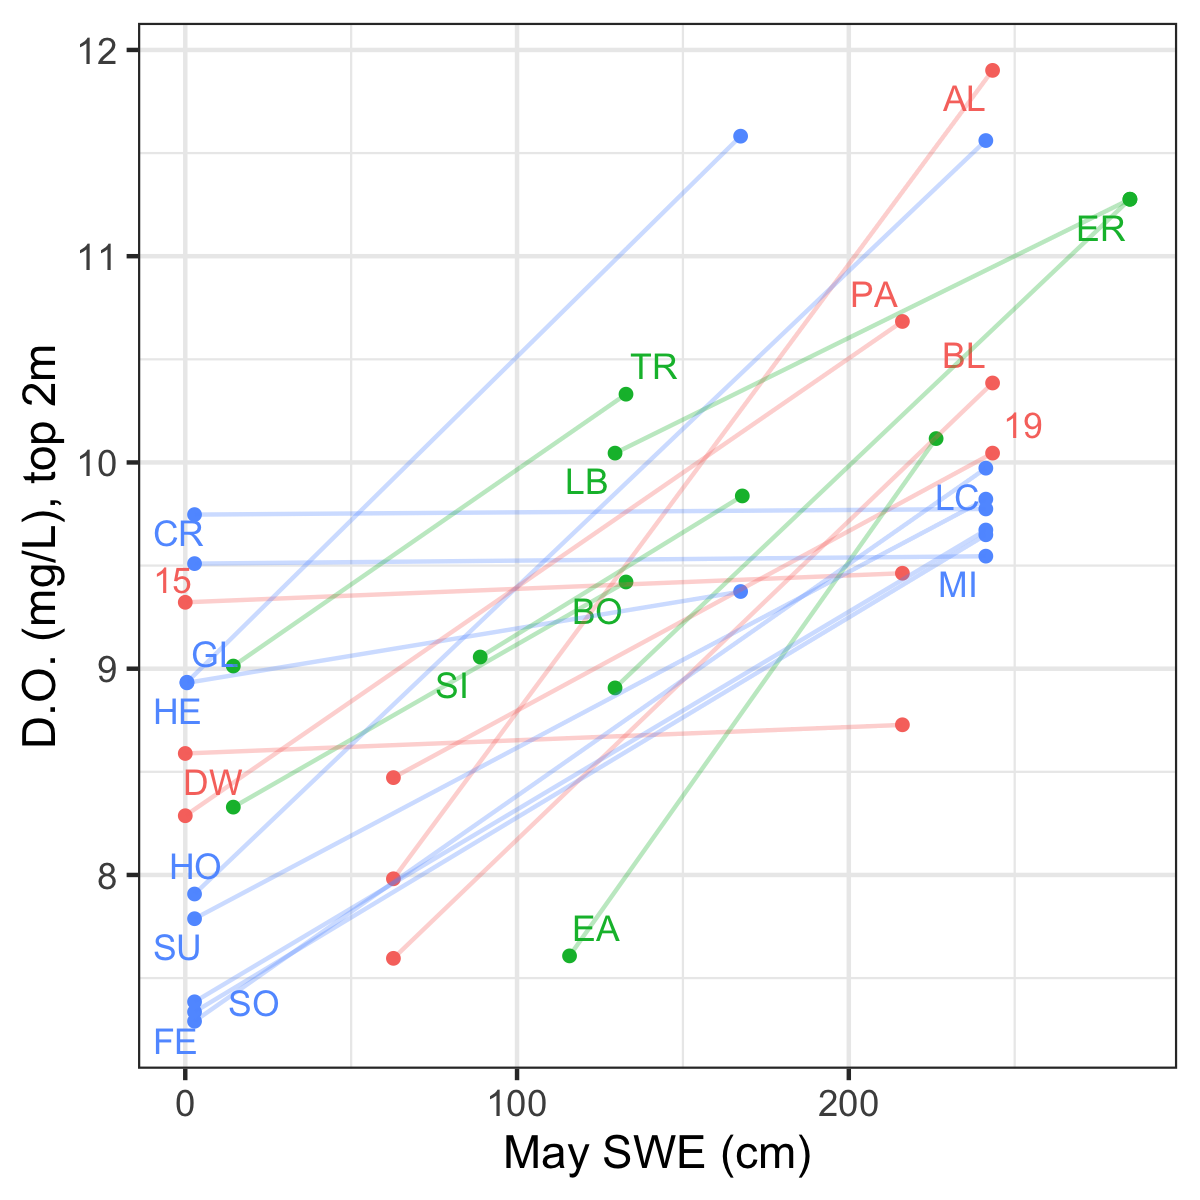 12
AL
11
ER
PA
TR
BL
19
10
LB
LC
CR
15
MI
BO
GL
9
SI
HE
DW
HO
8
EA
SU
SO
FE
0
100
200
May SWE (cm)
D.O. (mg/L), top 2m